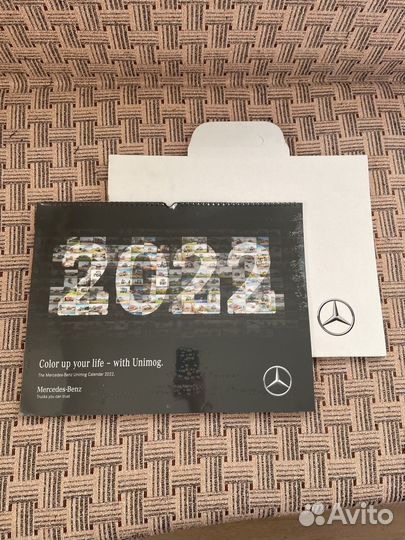 2022
Color up your life – with Unimog.
The Mercedes-Benz Unimog Calendar 2022.
Mercedes-Benz
Trucks you can trust
Avito